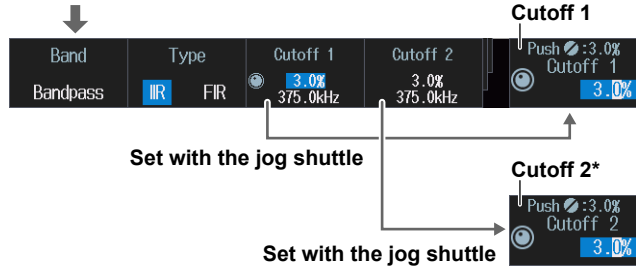 Cutoff 1
Band Type Cutoff 1 Cutoff 2
Bandpass IIR FIR 3.0% 3.0%
375.0kHz 375.0kHz
Push :3.0%
Cutoff 1
3.0%
Set with the jog shuttle
Cutoff 2*
Push :3.0%
Cutoff 2
3.0%
Set with the jog shuttle